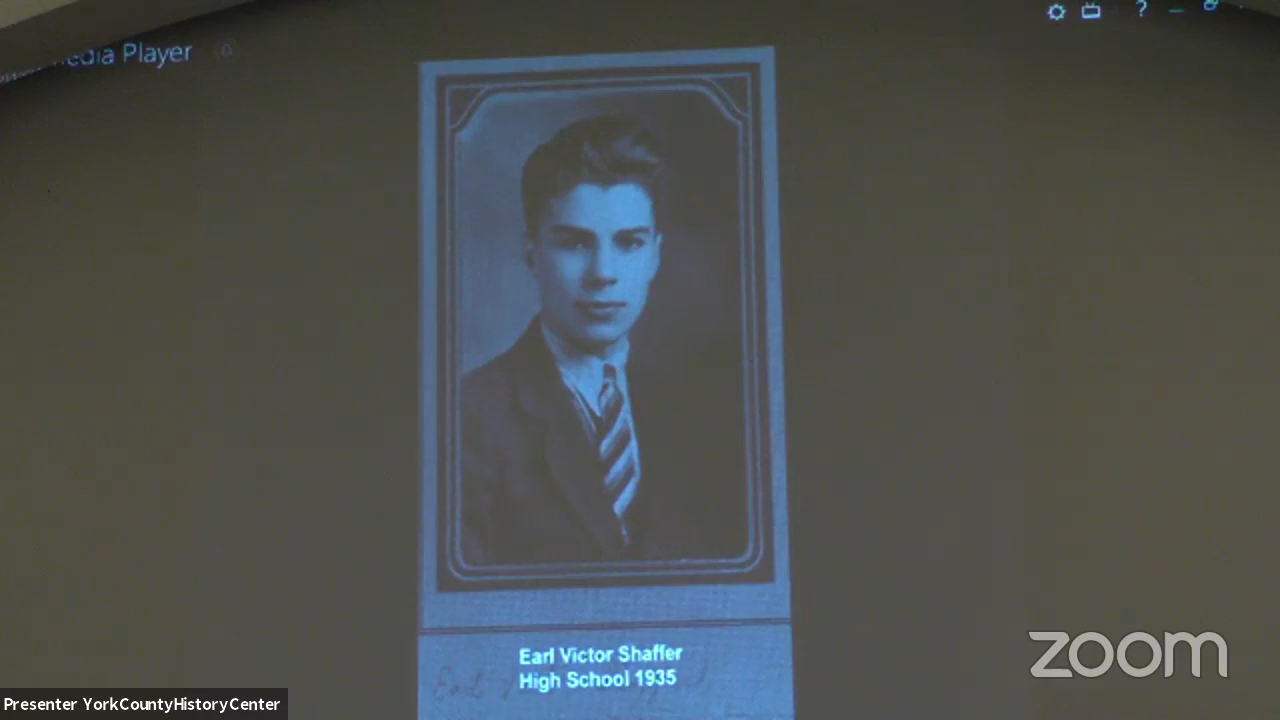 Media Player
?
Earl Victor Shaffer
High School 1935
zoom
Presenter YorkCountyHistoryCenter